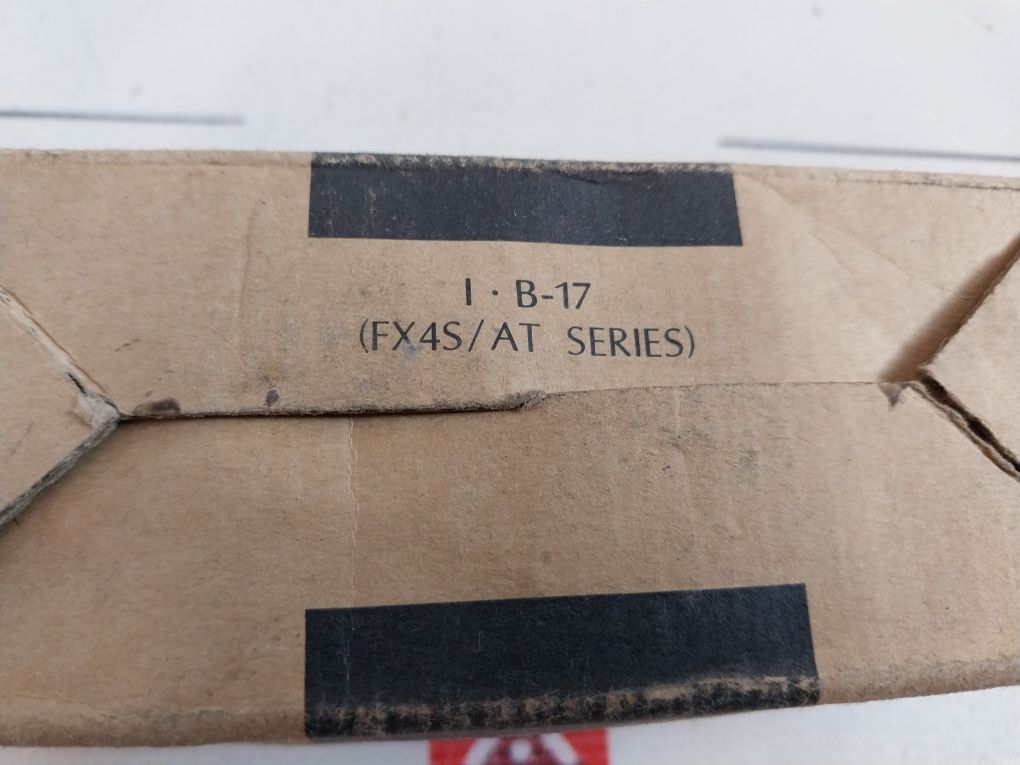 I · B-17
(FX4S/AT SERIES)